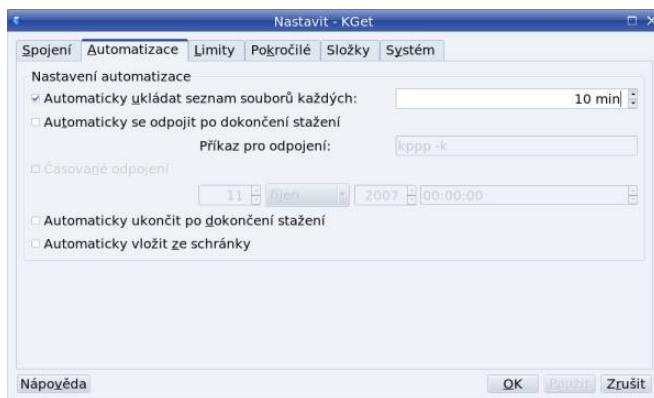 Nastavit - KGet
Spojení Automatizace Limity Pokročilé Složky Systém
Nastavení automatizace
Automaticky ukládat seznam souborů každých: 10 min
Automaticky se odpojit po dokončení stažení
Příkaz pro odpojení: kppp -k
Časované odpojení
11 říjen 2007 00:00:00
Automaticky ukončit po dokončení stažení
Automaticky vložit ze schránky
Nápověda OK Použít Zrušit